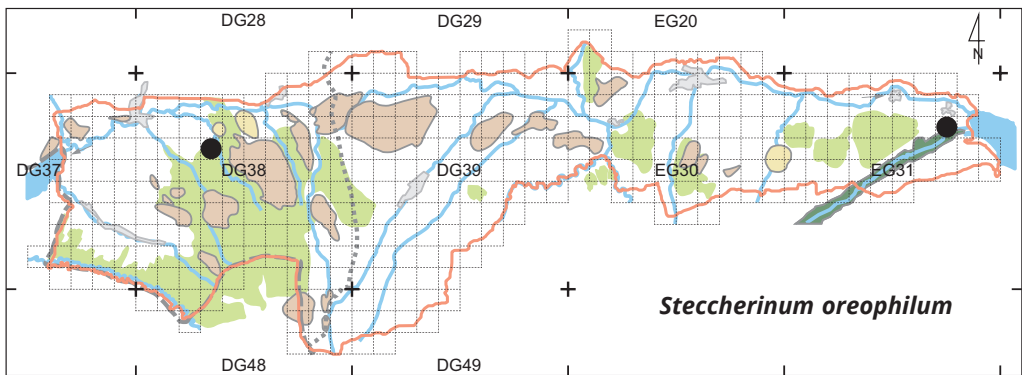 DG28 DG29 EG20
N
DG37 DG38 DG39 EG30 EG31
Steccherinum oreophilum
DG48 DG49